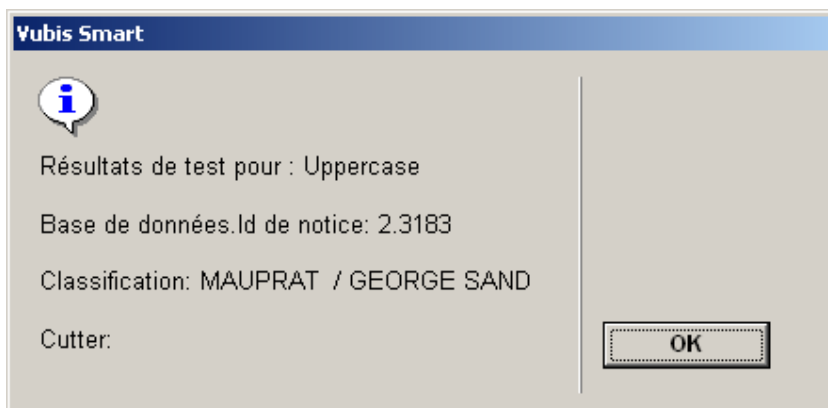 Vubis Smart
Résultats de test pour : Uppercase
Base de données.Id de notice: 2.3183
Classification: MAUPRAT / GEORGE SAND
Cutter:
OK